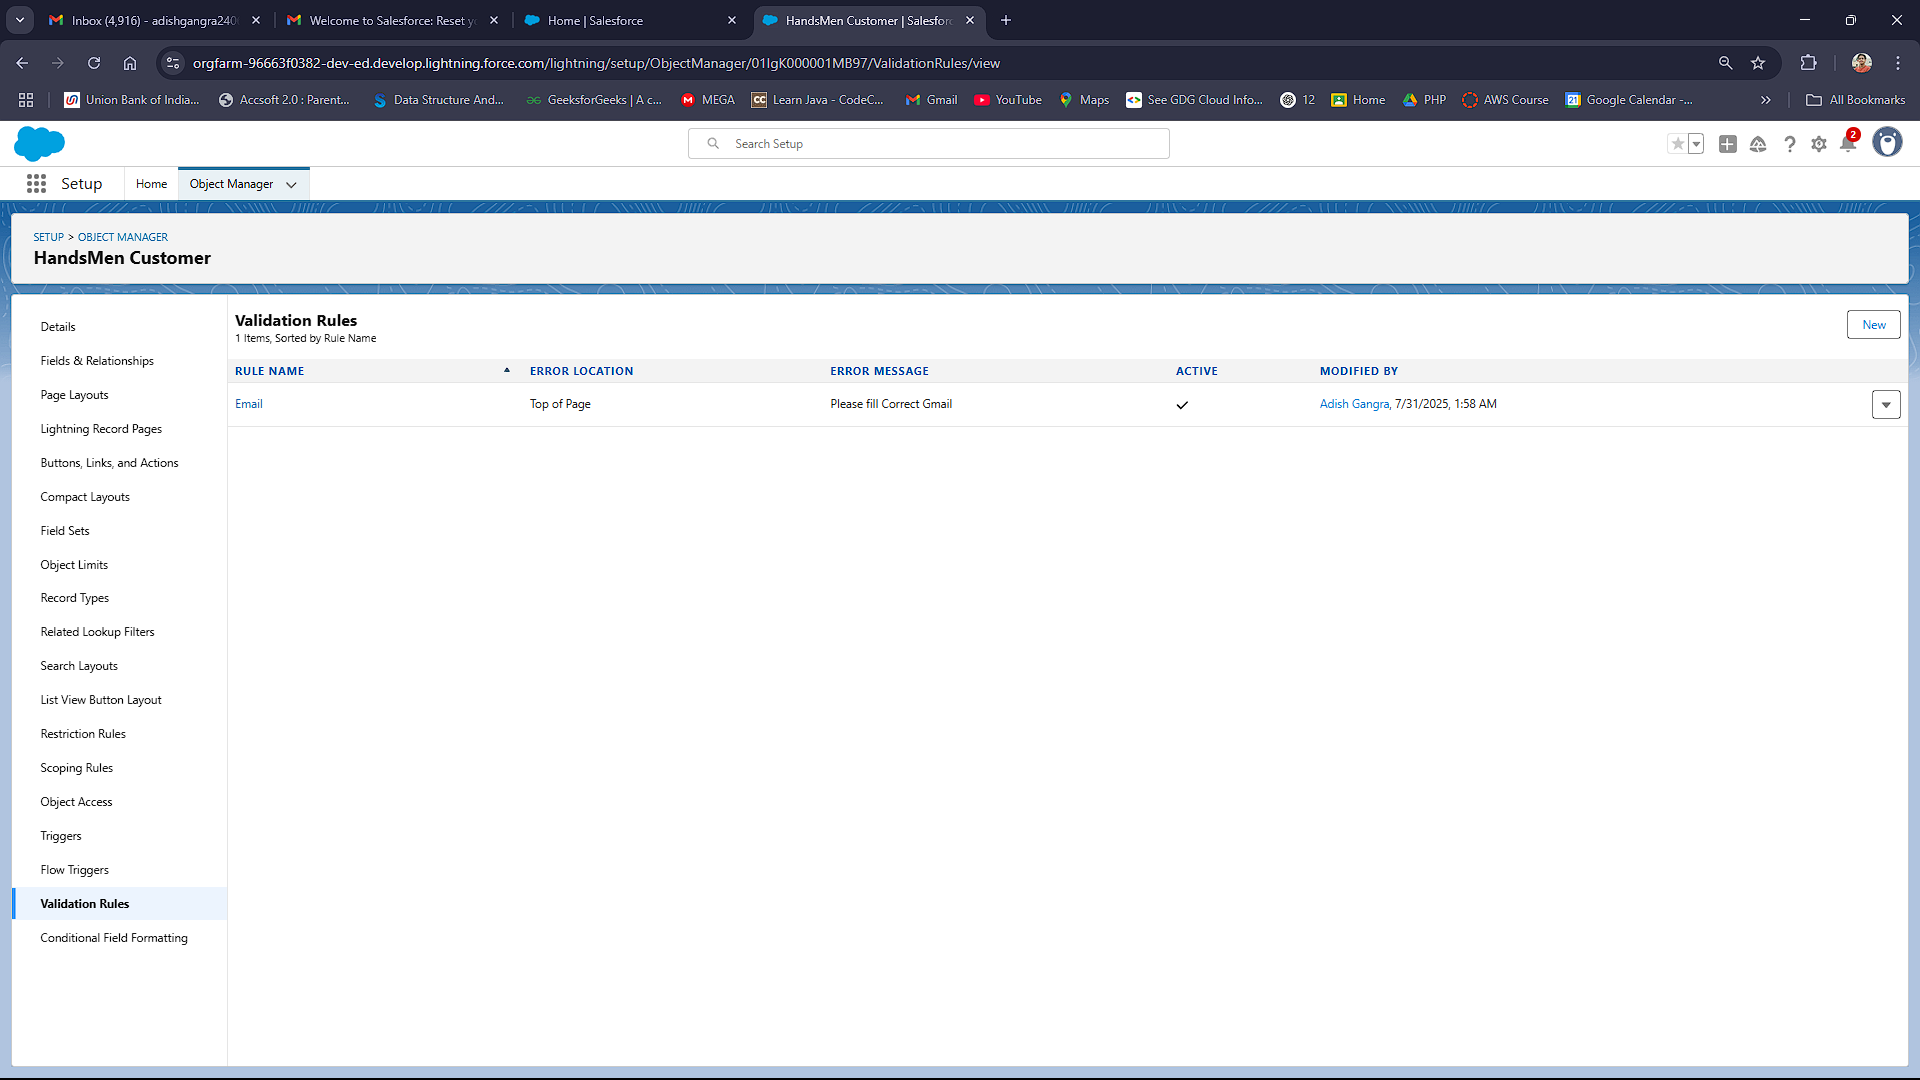 Inbox (4,916) - adishgangra240
Welcome to Salesforce: Reset y
Home | Salesforce
HandsMen Customer | Salesfor
orgfarm-96663f0382-dev-ed.develop.lightning.force.com/lightning/setup/ObjectManager/01IgK000001MB97/ValidationRules/view
Union Bank of India...
Accsoft 2.0 : Parent...
Data Structure And...
GeeksforGeeks | A c...
MEGA
Learn Java - CodeC...
Gmail
YouTube
Maps
See GDG Cloud Info...
12
Home
PHP
AWS Course
Google Calendar -...
All Bookmarks
Search Setup
2
Setup
Home
Object Manager
SETUP > OBJECT MANAGER
HandsMen Customer
Details
Fields & Relationships
Page Layouts
Lightning Record Pages
Buttons, Links, and Actions
Compact Layouts
Field Sets
Object Limits
Record Types
Related Lookup Filters
Search Layouts
List View Button Layout
Restriction Rules
Scoping Rules
Object Access
Triggers
Flow Triggers
Validation Rules
Conditional Field Formatting
Validation Rules
1 Items, Sorted by Rule Name
New
RULE NAME ERROR LOCATION ERROR MESSAGE ACTIVE MODIFIED BY
Email Top of Page Please fill Correct Gmail Adish Gangra, 7/31/2025, 1:58 AM